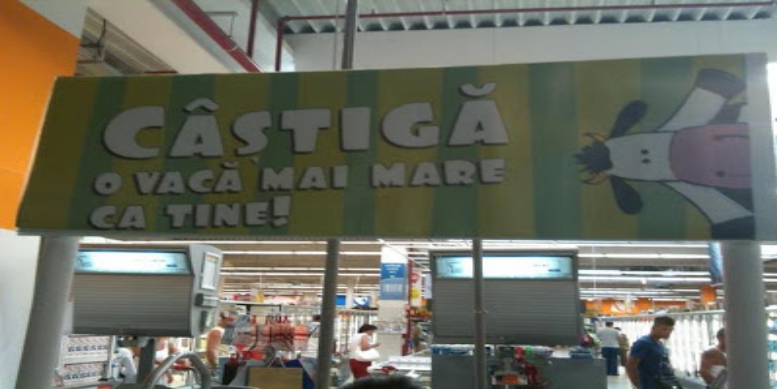 CÂȘTIGĂ
O VACĂ MAI MARE
CA TINE!